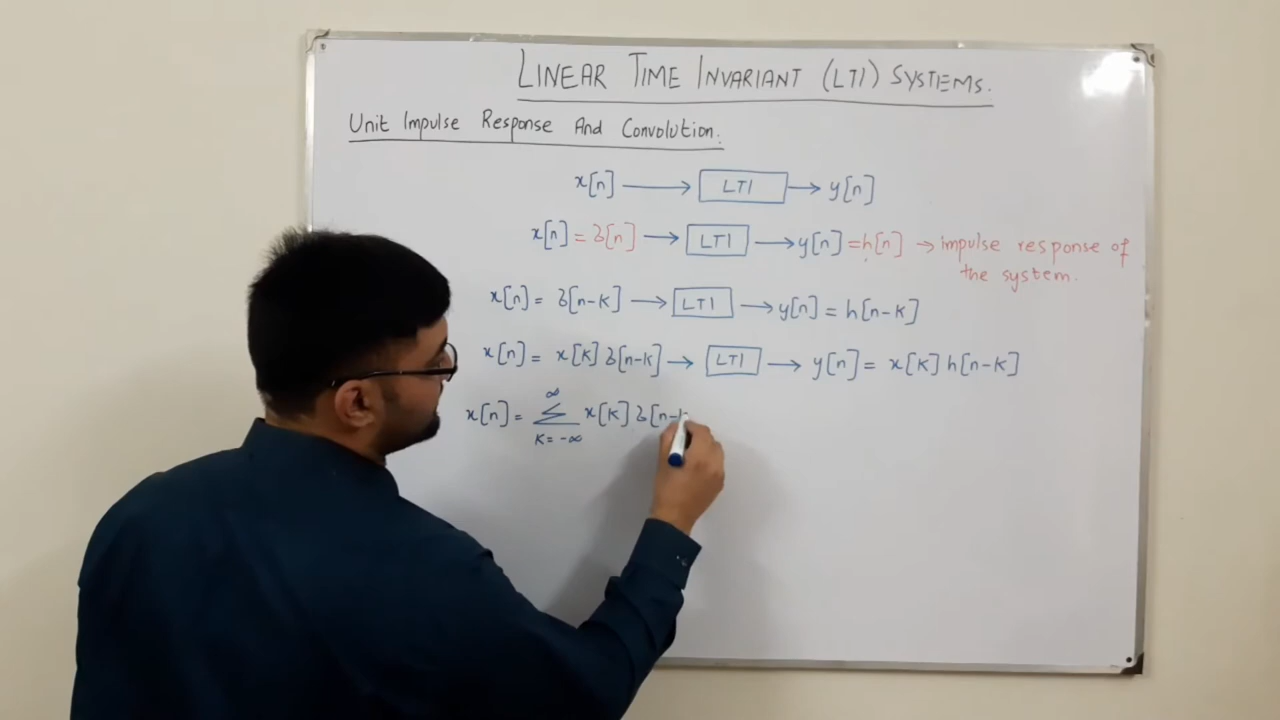 LINEAR TIME INVARIANT (LTI) SYSTEMS.
Unit Impulse Response And Convolution.
x[n] → LTI → y[n]
x[n] = δ[n] → LTI → y[n] = h[n] → impulse response of
the system.
x[n] = δ[n-k] → LTI → y[n] = h[n-k]
x[n] = x[k] δ[n-k] → LTI → y[n] = x[k] h[n-k]
x[n] = ∞ Σ k=-∞ x[k] δ[n-k